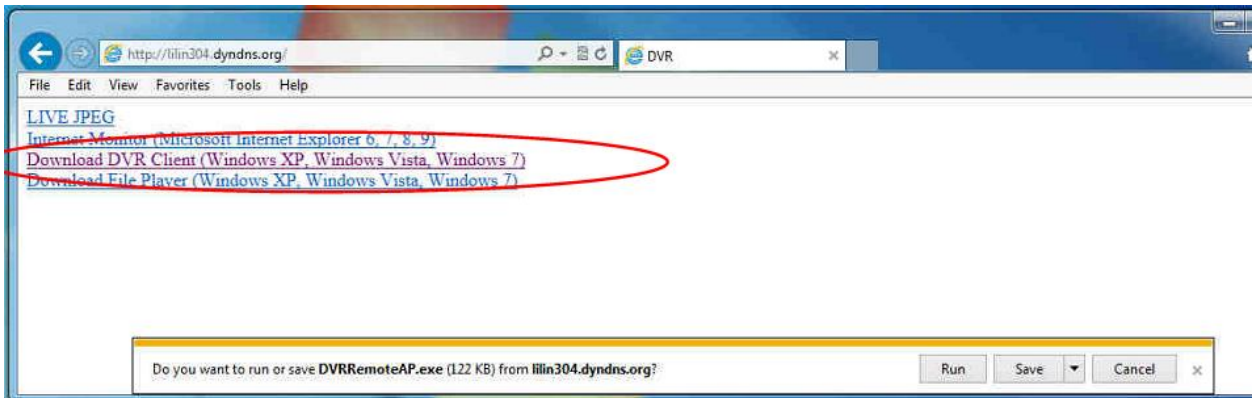 http://lilin304.dyndns.org/
DVR
File Edit View Favorites Tools Help
LIVE JPEG
Internet Monitor (Microsoft Internet Explorer 6, 7, 8, 9)
Download DVR Client (Windows XP, Windows Vista, Windows 7)
Download File Player (Windows XP, Windows Vista, Windows 7)
Do you want to run or save DVRRemoteAP.exe (122 KB) from lilin304.dyndns.org?
Run Save Cancel